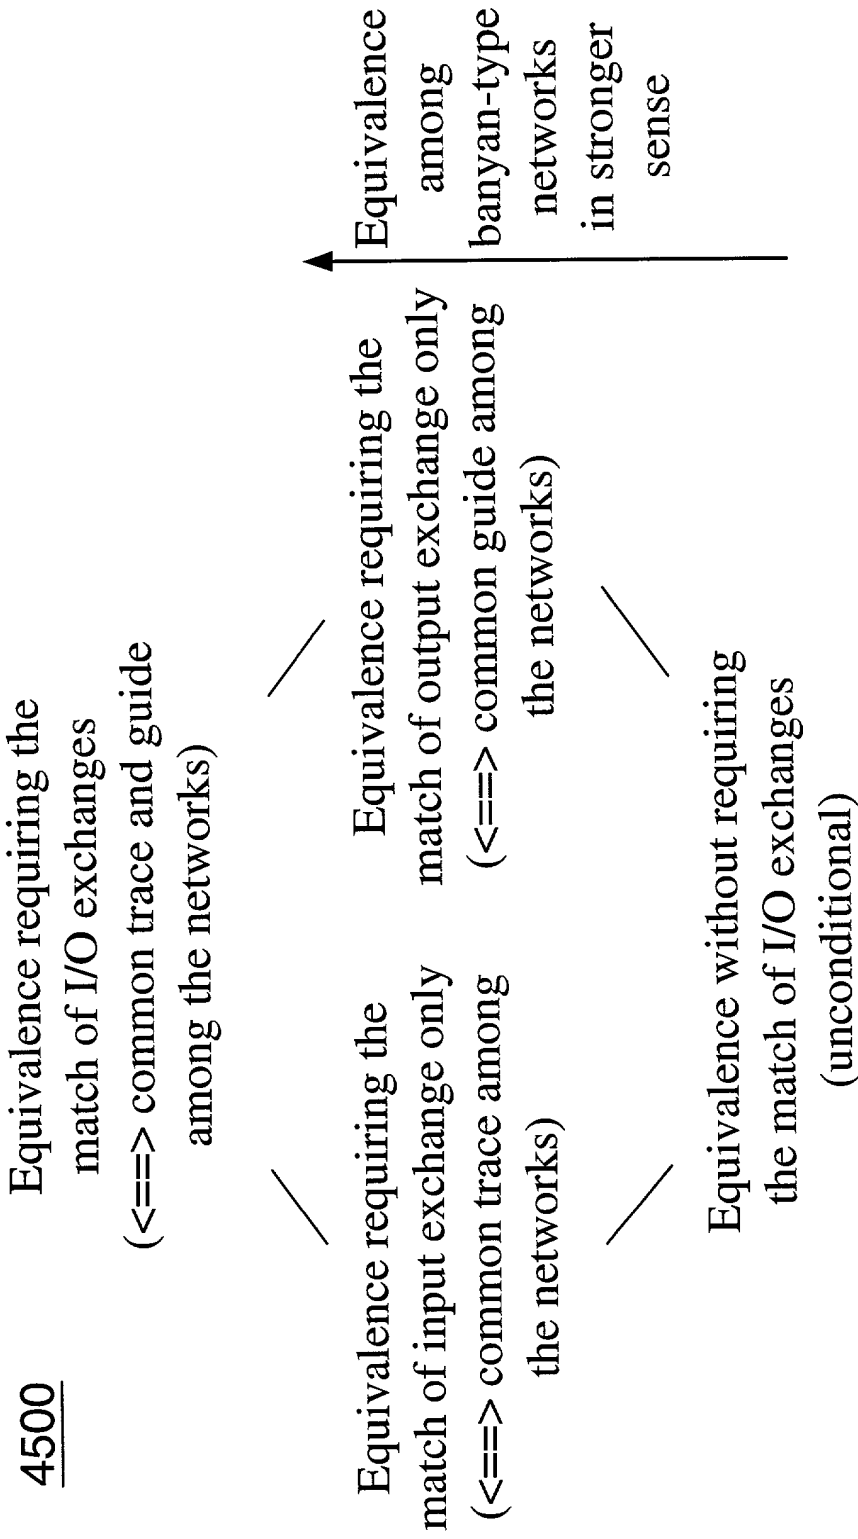 4500
Equivalence requiring the
match of I/O exchanges
(<==> common trace and guide
among the networks)
Equivalence requiring the
match of input exchange only
(<==> common trace among
the networks)
Equivalence requiring the
match of output exchange only
(<==> common guide among
the networks)
Equivalence
among
banyan-type
networks
in stronger
sense
Equivalence without requiring
the match of I/O exchanges
(unconditional)